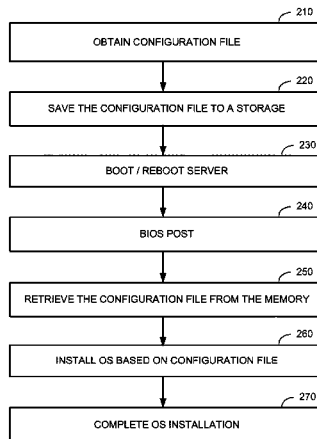 210
OBTAIN CONFIGURATION FILE
220
SAVE THE CONFIGURATION FILE TO A STORAGE
230
BOOT / REBOOT SERVER
240
BIOS POST
250
RETRIEVE THE CONFIGURATION FILE FROM THE MEMORY
260
INSTALL OS BASED ON CONFIGURATION FILE
270
COMPLETE OS INSTALLATION